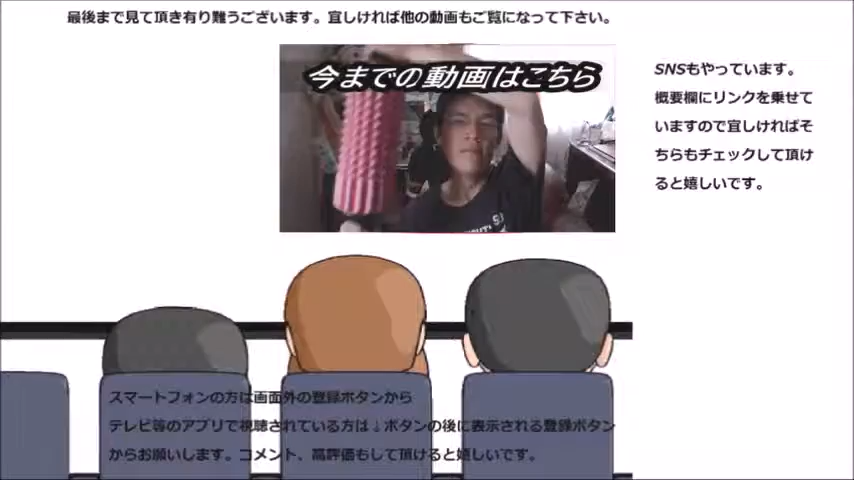 最後まで見て頂き有り難うございます。宜しければ他の動画もご覧になって下さい。
今までの動画はこちら
SNSもやっています。
概要欄にリンクを乗せて
いますので宜しければそ
ちらもチェックして頂け
ると嬉しいです。
スマートフォンの方は画面外の登録ボタンから
テレビ等のアプリで視聴されている方は↓ボタンの後に表示される登録ボタン
からお願いします。コメント、高評価もして頂けると嬉しいです。